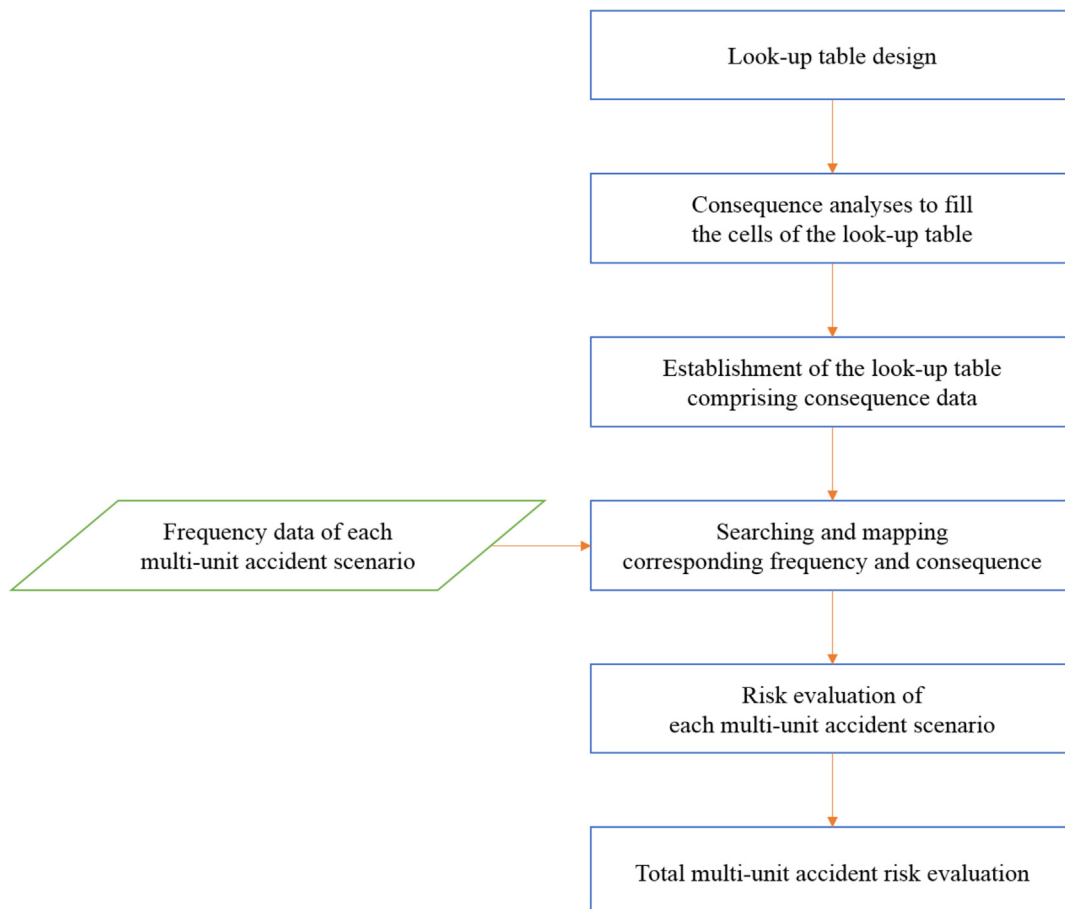 Look-up table design
Consequence analyses to fill
the cells of the look-up table
Establishment of the look-up table
comprising consequence data
Frequency data of each
multi-unit accident scenario
Searching and mapping
corresponding frequency and consequence
Risk evaluation of
each multi-unit accident scenario
Total multi-unit accident risk evaluation